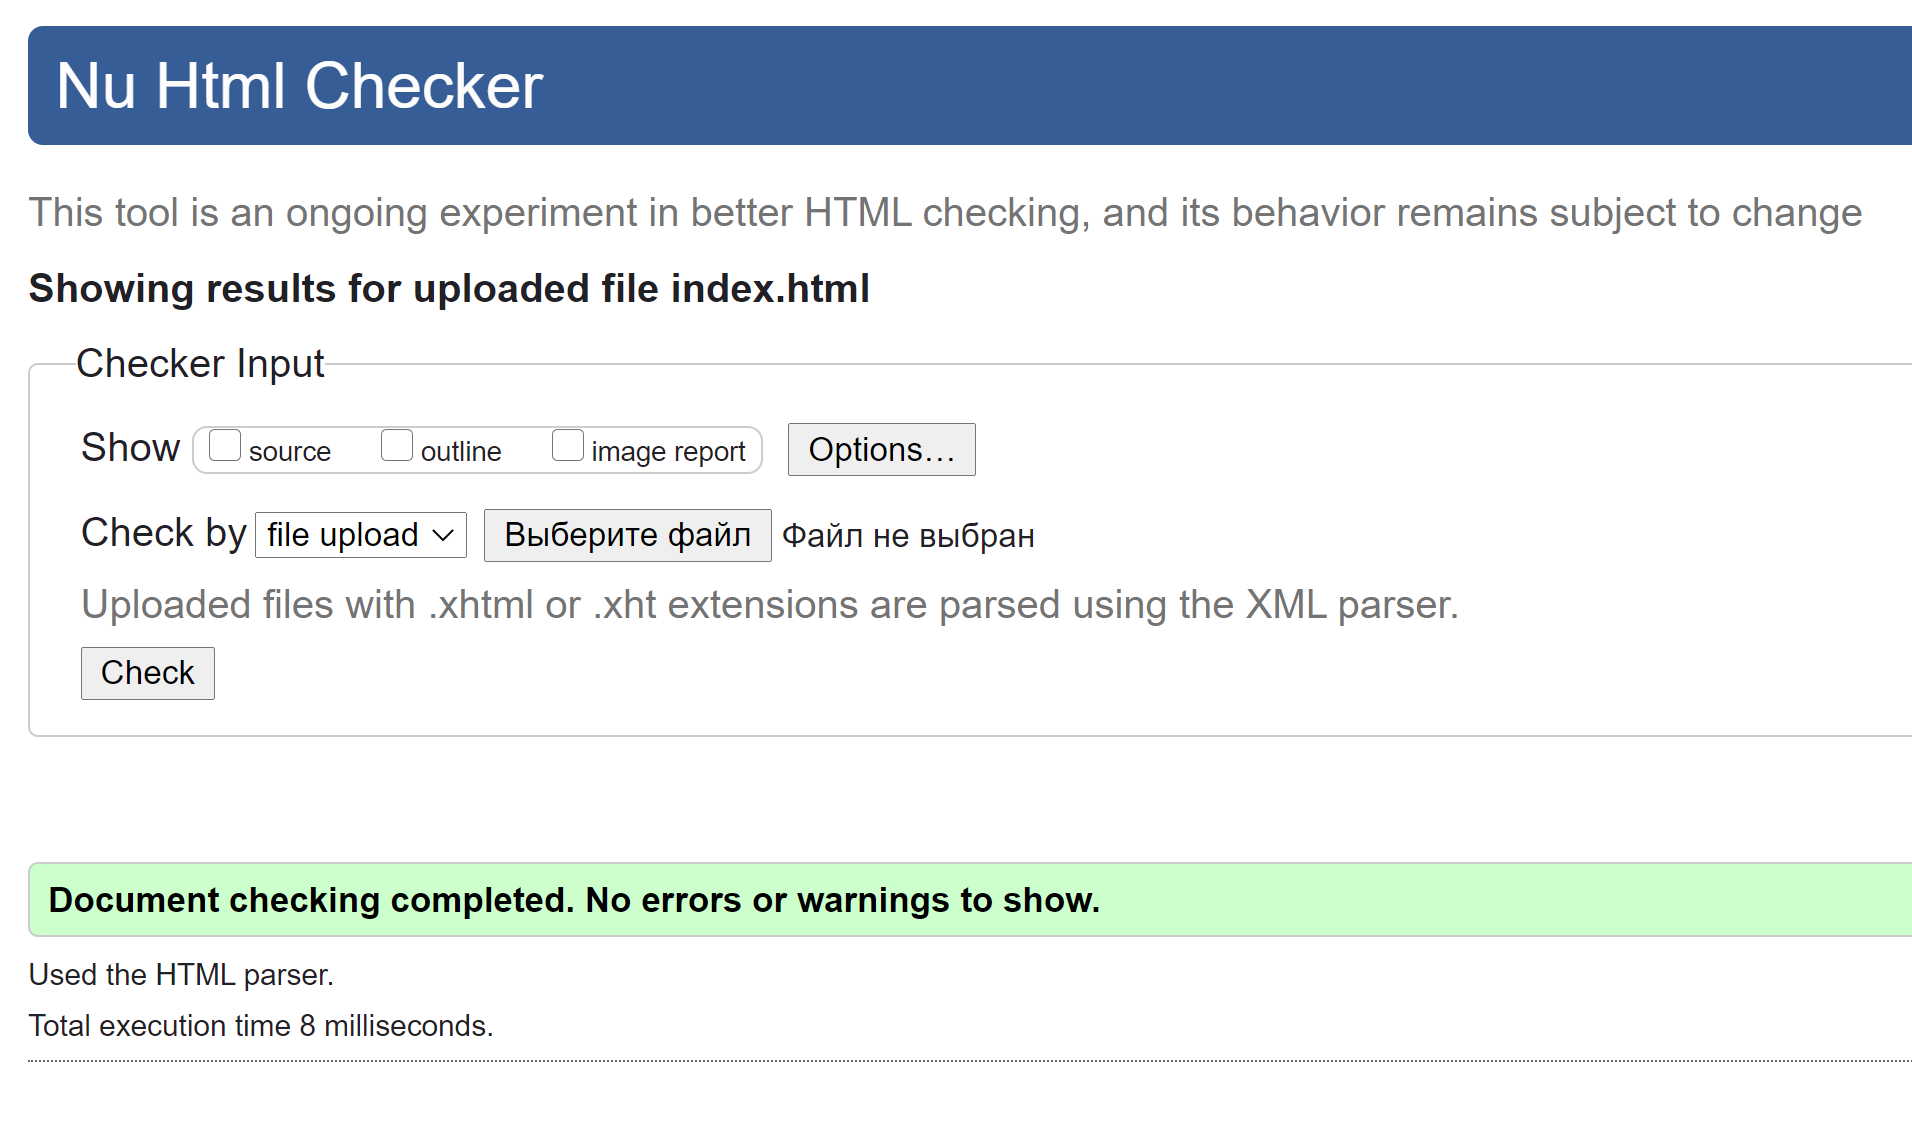 Nu Html Checker
This tool is an ongoing experiment in better HTML checking, and its behavior remains subject to change
Showing results for uploaded file index.html
Checker Input
Show source outline image report Options…
Check by file upload Выберите файл Файл не выбран
Uploaded files with .xhtml or .xht extensions are parsed using the XML parser.
Check
Document checking completed. No errors or warnings to show.
Used the HTML parser.
Total execution time 8 milliseconds.